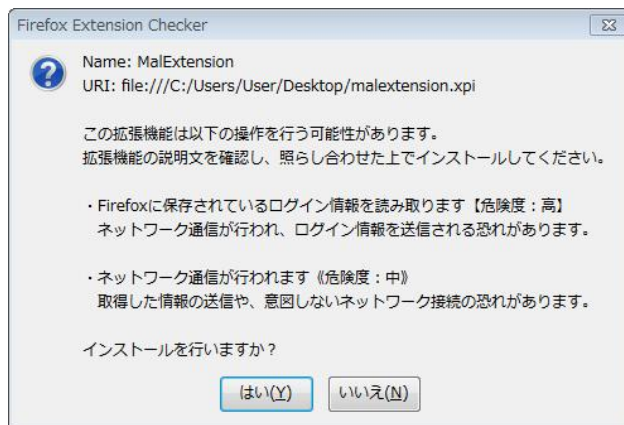 Firefox Extension Checker
Name: MalExtension
URI: file:///C:/Users/User/Desktop/malextension.xpi
この拡張機能は以下の操作を行う可能性があります。
拡張機能の説明文を確認し、照らし合わせた上でインストールしてください。
・Firefoxに保存されているログイン情報を読み取ります【危険度：高】
ネットワーク通信が行われ、ログイン情報を送信される恐れがあります。
・ネットワーク通信が行われます《危険度：中》
取得した情報の送信や、意図しないネットワーク接続の恐れがあります。
インストールを行いますか？
はい(Y) いいえ(N)